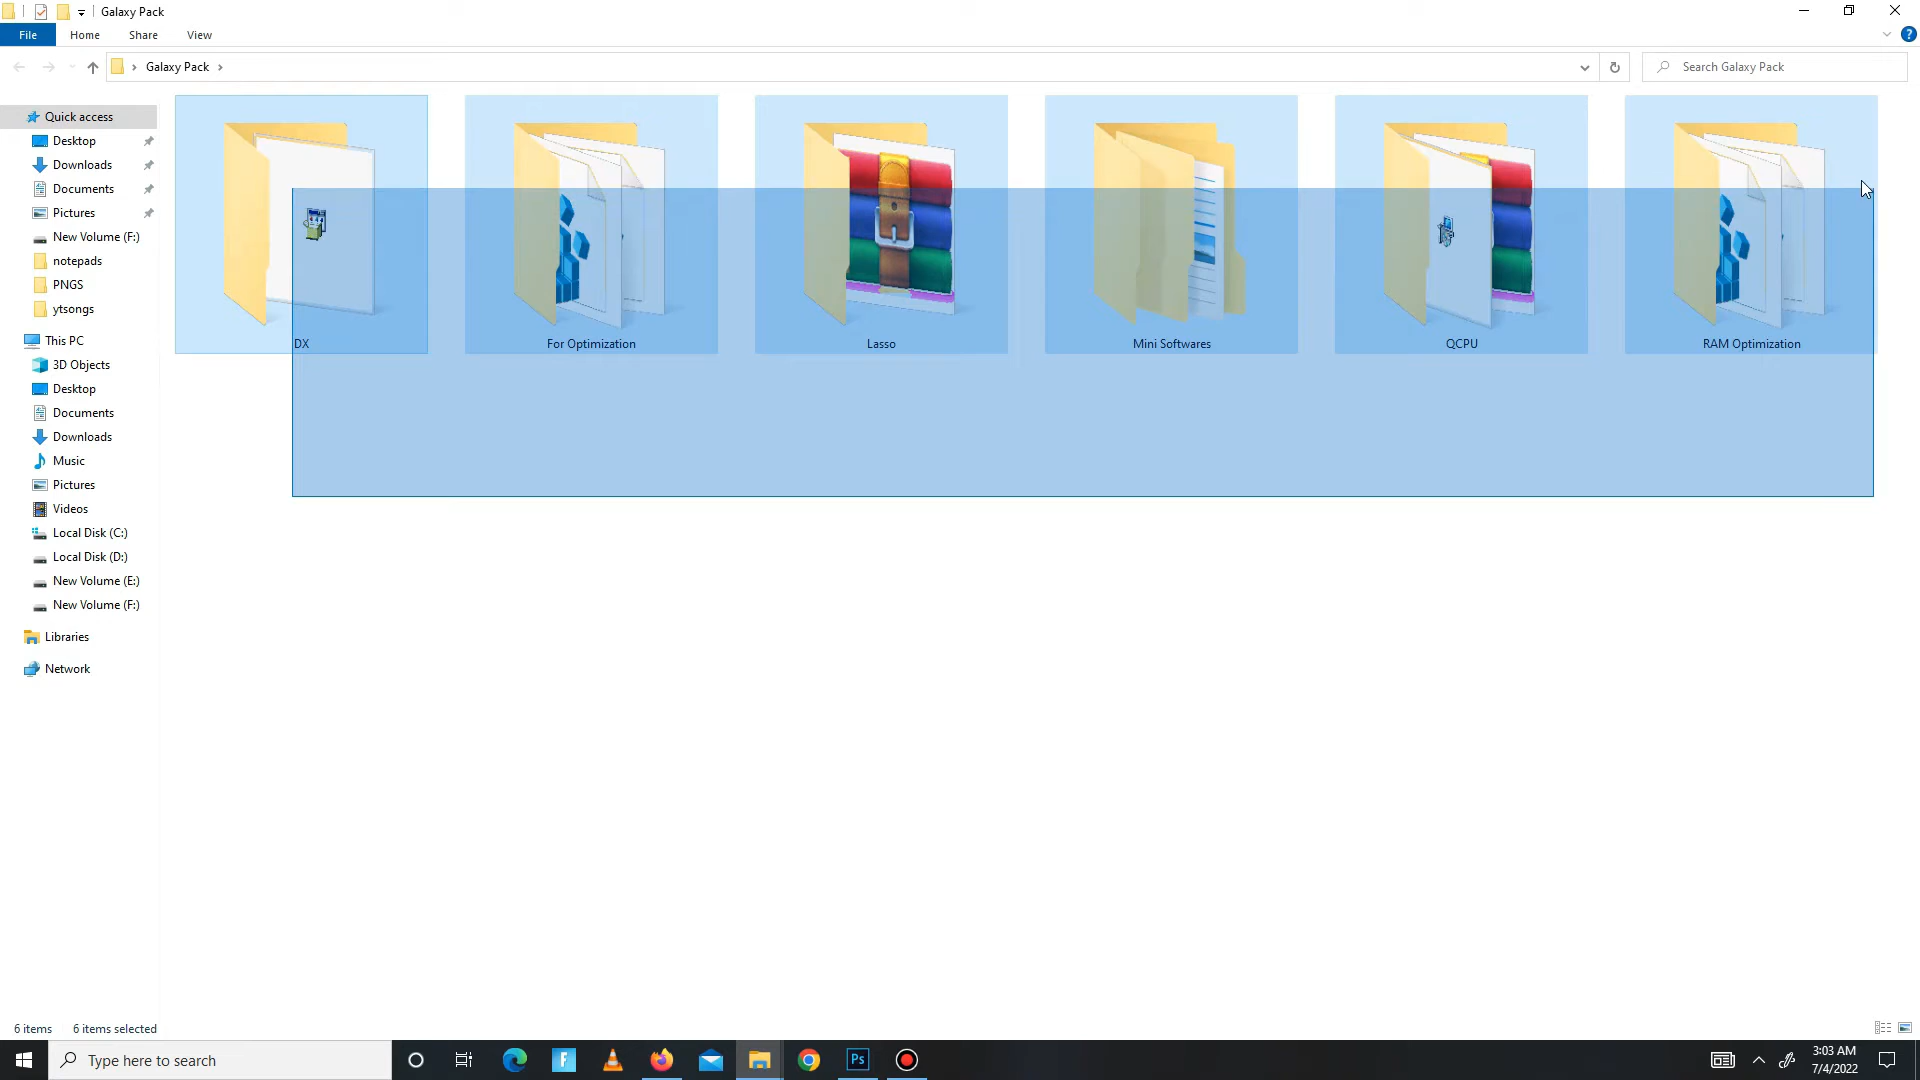 Galaxy Pack
File Home Share View
?
Galaxy Pack
Search Galaxy Pack
Quick access
Desktop
Downloads
Documents
Pictures
New Volume (F:)
notepads
PNGS
ytsongs
This PC
3D Objects
Desktop
Documents
Downloads
Music
Pictures
Videos
Local Disk (C:)
Local Disk (D:)
New Volume (E:)
New Volume (F:)
Libraries
Network
DX For Optimization Lasso Mini Softwares QCPU RAM Optimization
6 items 6 items selected
Type here to search
F
Ps
3:03 AM
7/4/2022